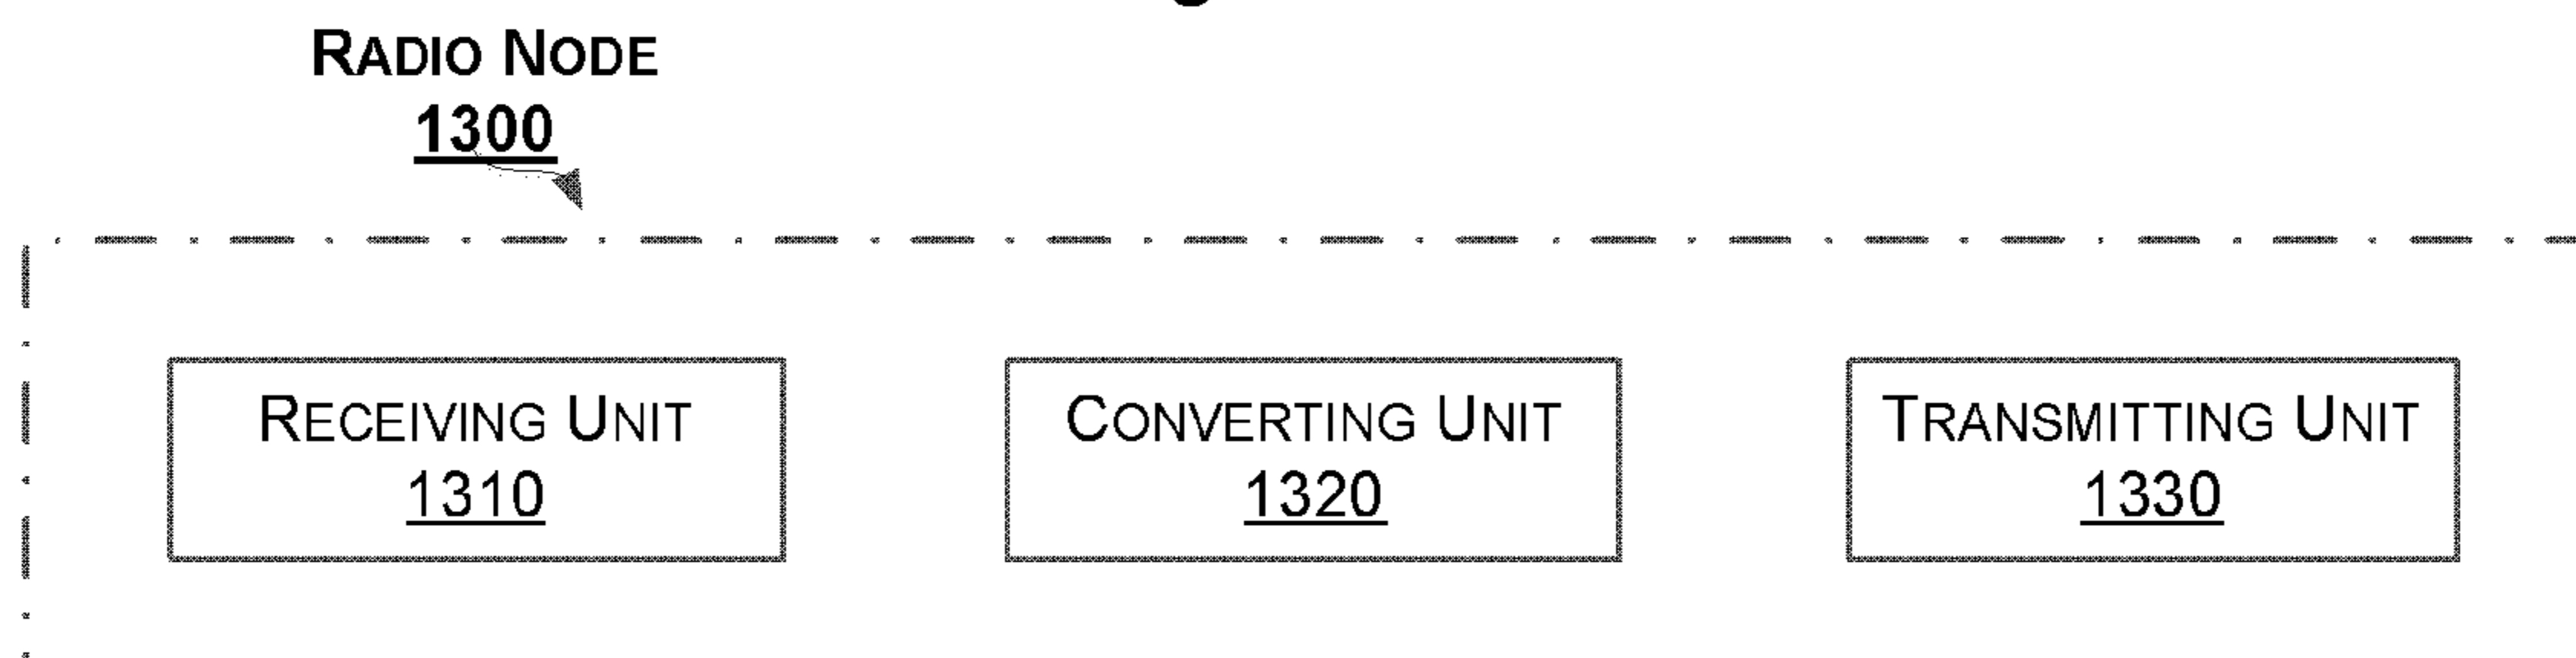 RADIO NODE
1300
RECEIVING UNIT
1310
CONVERTING UNIT
1320
TRANSMITTING UNIT
1330